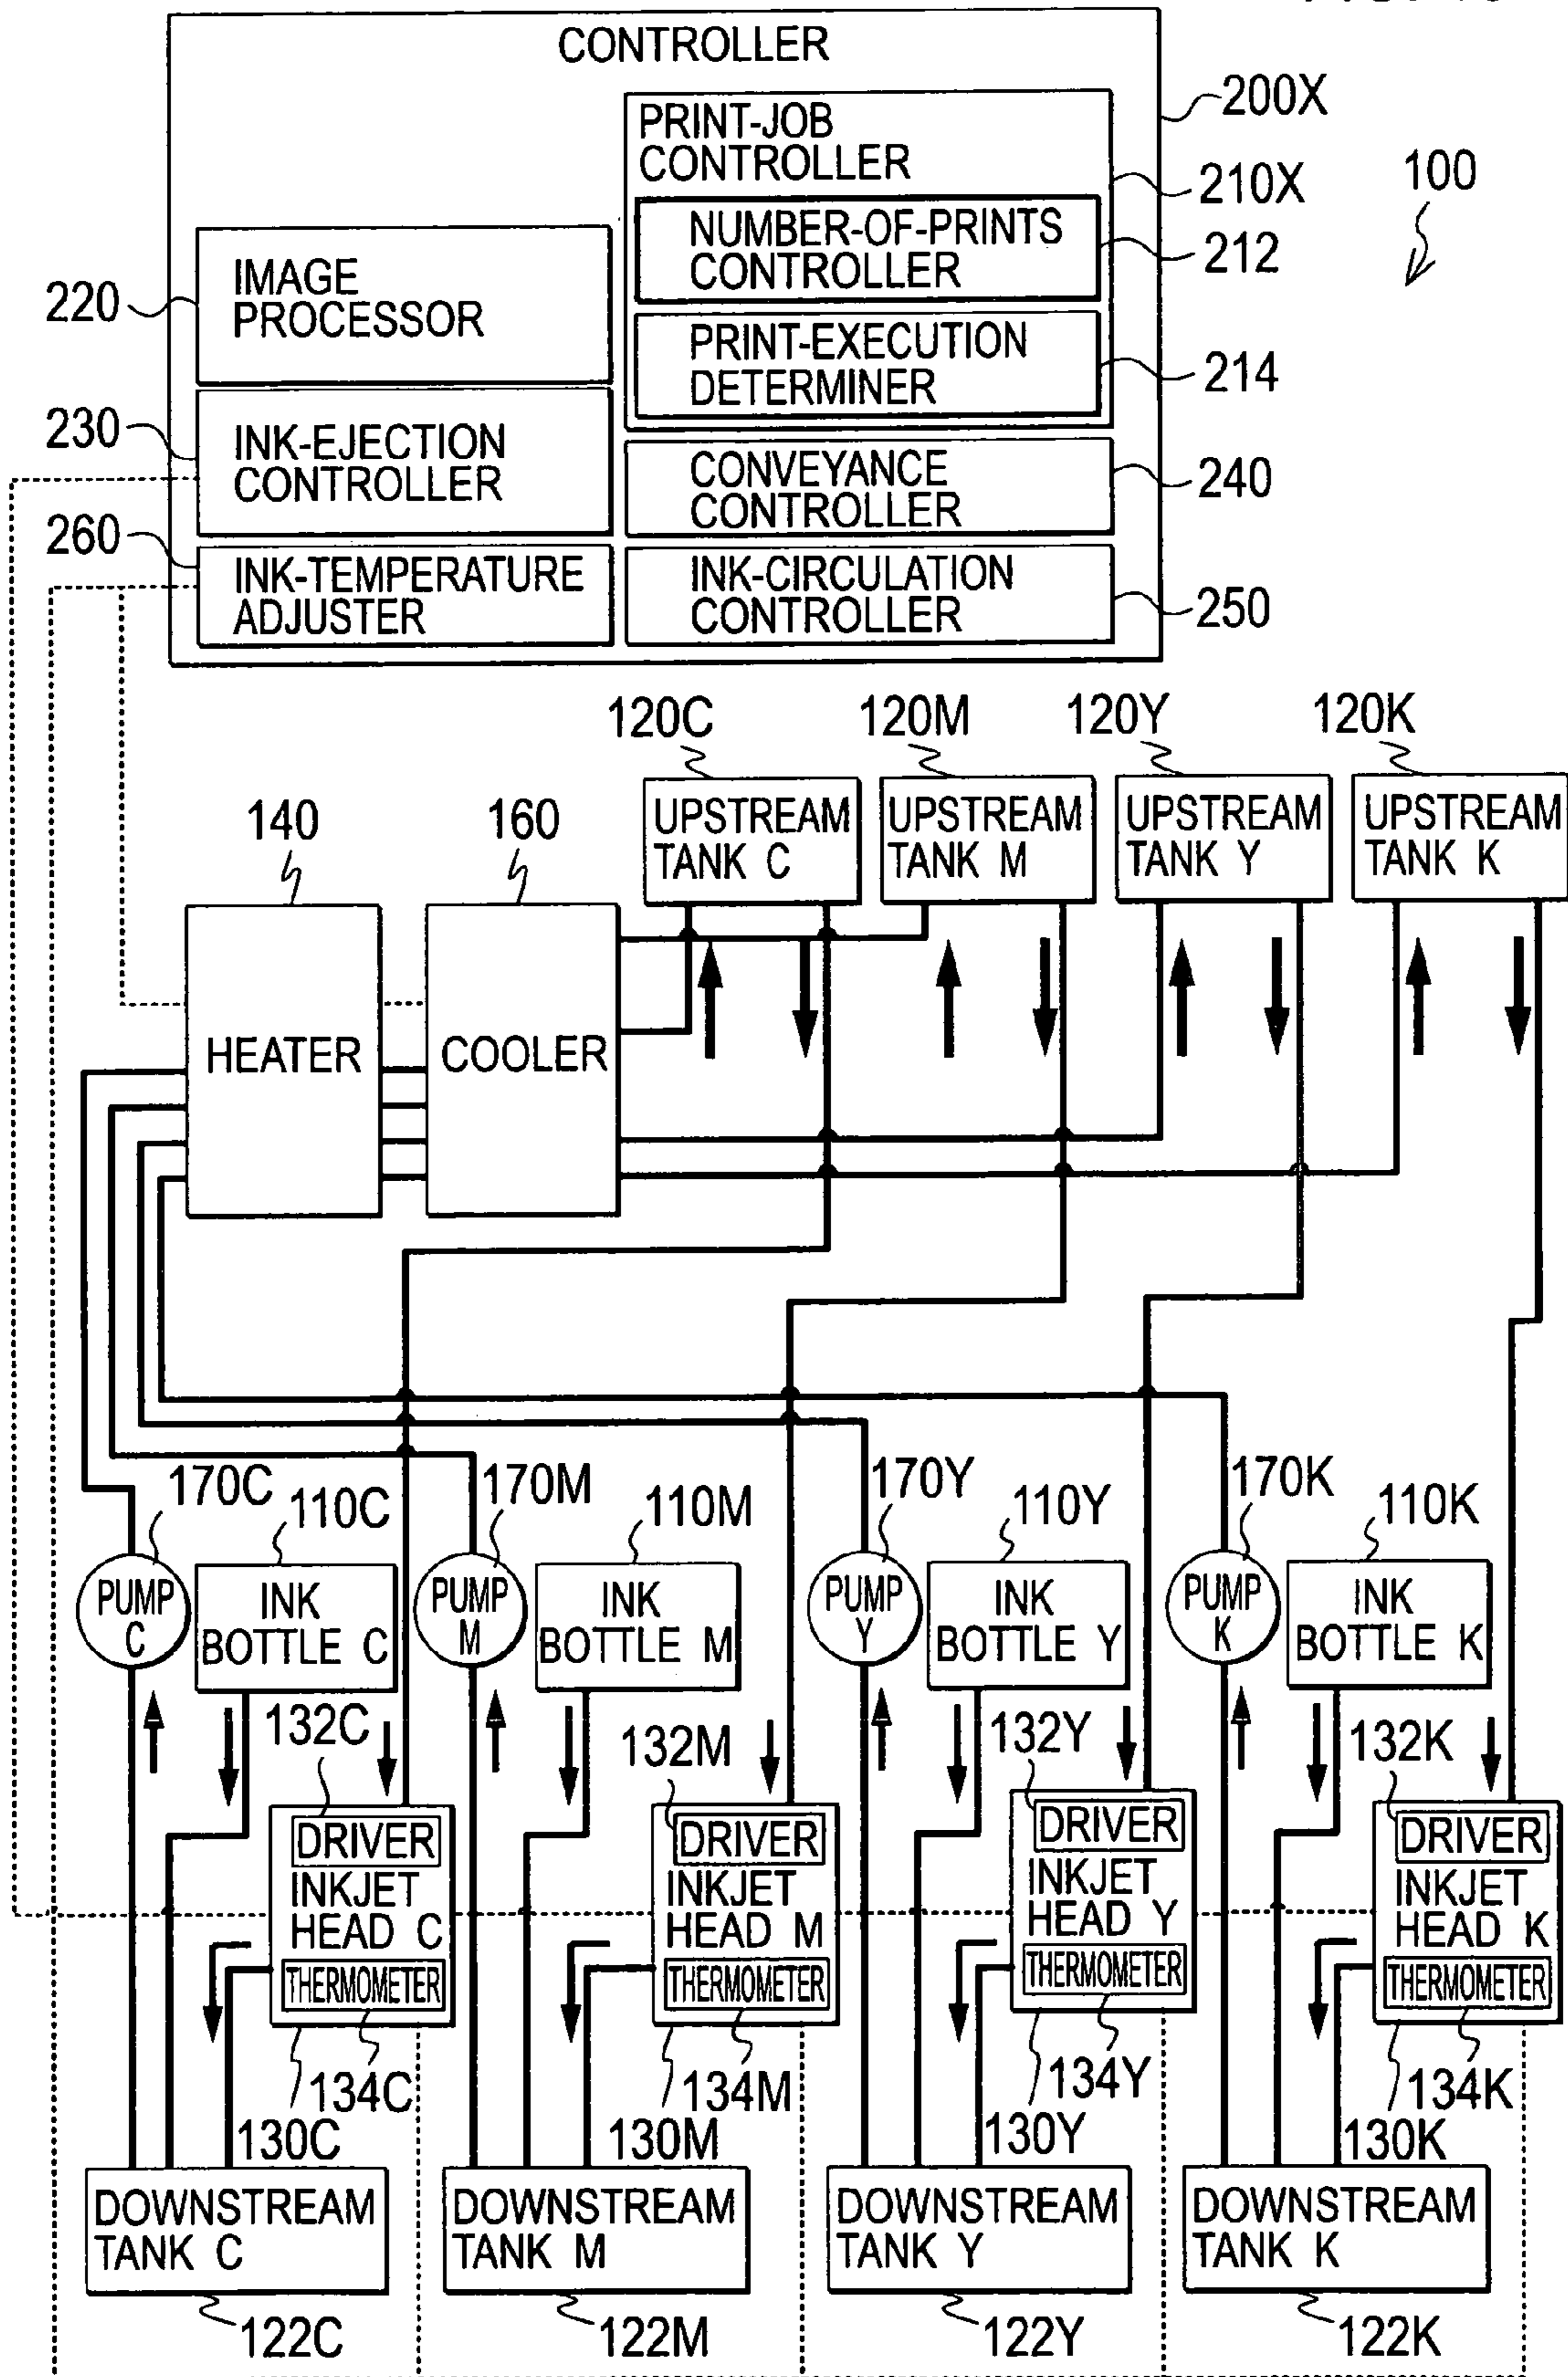 CONTROLLER
200X
PRINT-JOB
CONTROLLER
210X
100
NUMBER-OF-PRINTS
CONTROLLER
212
IMAGE
PROCESSOR
220
PRINT-EXECUTION
DETERMINER
214
230
INK-EJECTION
CONTROLLER
CONVEYANCE
CONTROLLER
240
260
INK-TEMPERATURE
ADJUSTER
INK-CIRCULATION
CONTROLLER
250
120C
120M
120Y
120K
140
160
UPSTREAM
TANK C
UPSTREAM
TANK M
UPSTREAM
TANK Y
UPSTREAM
TANK K
HEATER
COOLER
170C
110C
170M
110M
170Y
110Y
170K
110K
PUMP
C
INK
BOTTLE C
PUMP
M
INK
BOTTLE M
PUMP
Y
INK
BOTTLE Y
PUMP
K
INK
BOTTLE K
132C
132M
132Y
132K
DRIVER
INKJET
HEAD C
THERMOMETER
DRIVER
INKJET
HEAD M
THERMOMETER
DRIVER
INKJET
HEAD Y
THERMOMETER
DRIVER
INKJET
HEAD K
THERMOMETER
134C
134M
134Y
134K
130C
130M
130Y
130K
DOWNSTREAM
TANK C
DOWNSTREAM
TANK M
DOWNSTREAM
TANK Y
DOWNSTREAM
TANK K
122C
122M
122Y
122K